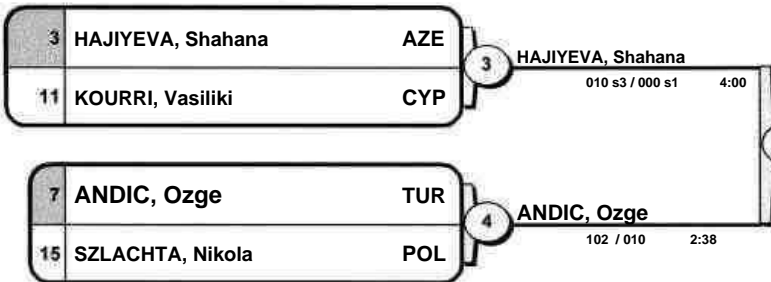 3 HAJIYEVA, Shahana AZE
11 KOURRI, Vasiliki CYP
3 HAJIYEVA, Shahana
010 s3 / 000 s1 4:00
7 ANDIC, Ozge TUR
15 SZLACHTA, Nikola POL
4 ANDIC, Ozge
102 / 010 2:38